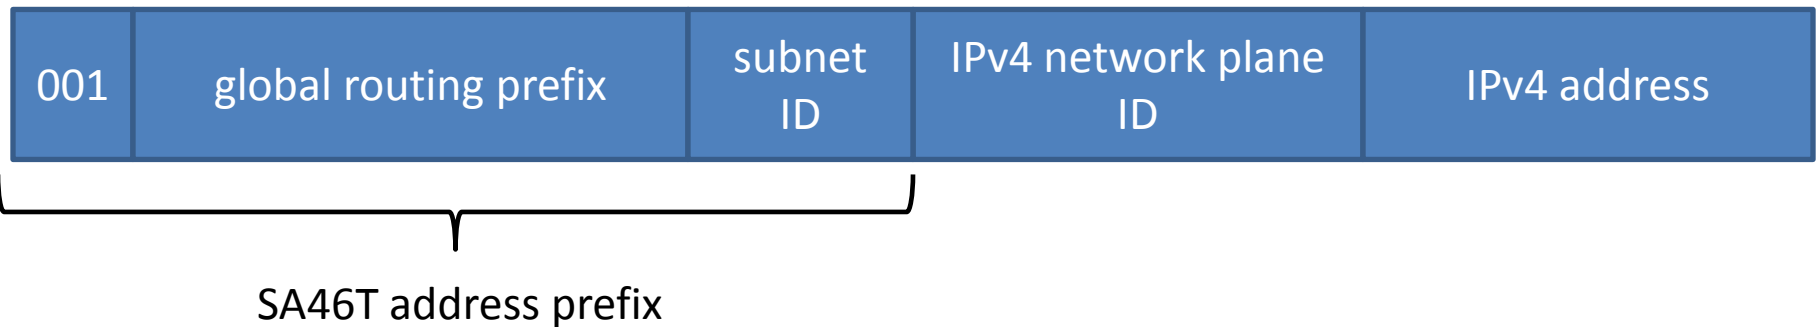 001
global routing prefix
subnet
ID
IPv4 network plane
ID
IPv4 address
SA46T address prefix